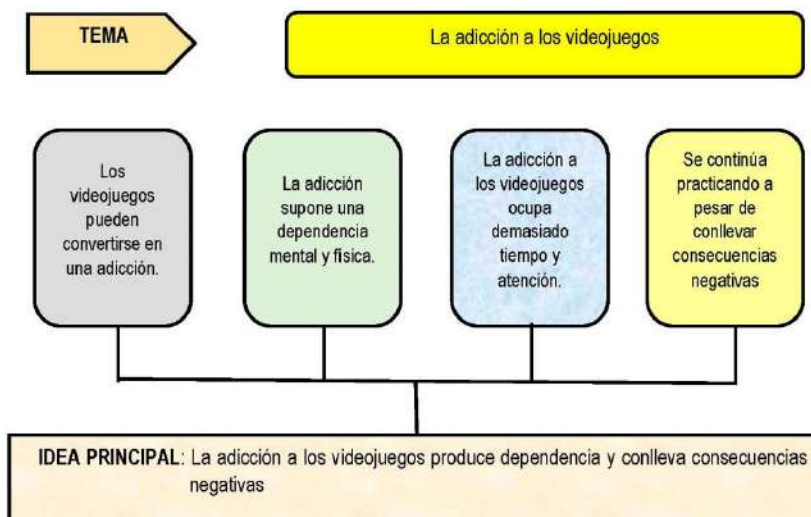 TEMA
La adicción a los videojuegos
Los
videojuegos
pueden
convertirse en
una adicción.
La adicción
supone una
dependencia
mental y física.
La adicción a
los videojuegos
ocupa
demasiado
tiempo y
atención.
Se continúa
practicando a
pesar de
conllevar
consecuencias
negativas
IDEA PRINCIPAL: La adicción a los videojuegos produce dependencia y conlleva consecuencias
negativas